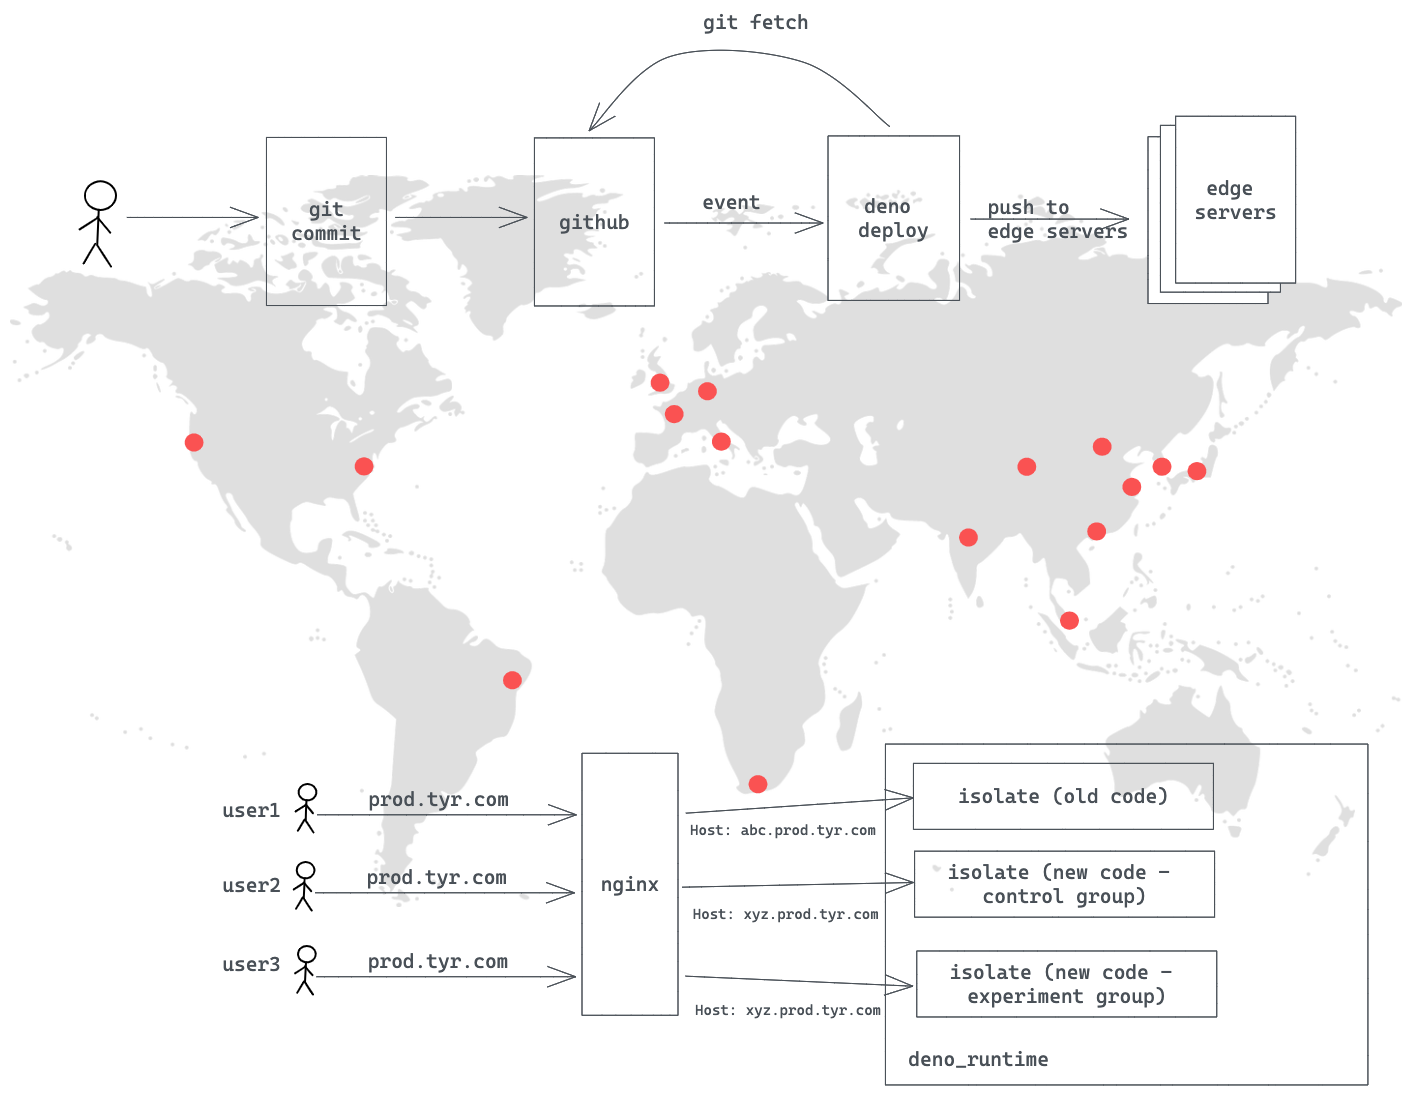 git fetch
git
commit
github
event
deno
deploy
push to
edge servers
edge
servers
user1
prod.tyr.com
Host: abc.prod.tyr.com
isolate (old code)
user2
prod.tyr.com
nginx
Host: xyz.prod.tyr.com
isolate (new code -
control group)
user3
prod.tyr.com
Host: xyz.prod.tyr.com
isolate (new code -
experiment group)
deno_runtime